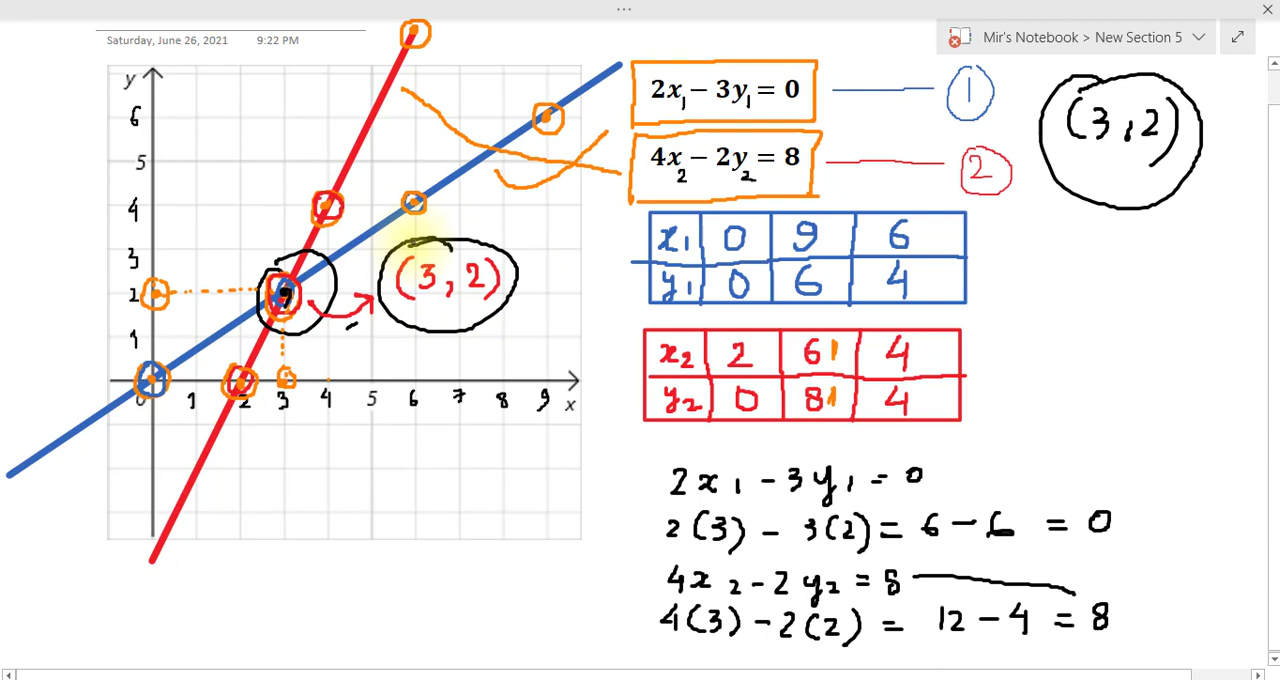 Saturday, June 26, 2021 9:22 PM
Mir's Notebook > New Section 5
y
6
5
4
3
2
1
0 1 2 3 4 5 6 7 8 9 x
(3, 2)
2x₁ − 3y₁ = 0 1
4x₂ − 2y₂ = 8 2
(3, 2)
x₁ 0 9 6
y₁ 0 6 4
x₂ 2 6 4
y₂ 0 8 4
2x₁ − 3y₁ = 0
2(3) − 3(2) = 6 − 6 = 0
4x₂ − 2y₂ = 8
4(3) − 2(2) = 12 − 4 = 8